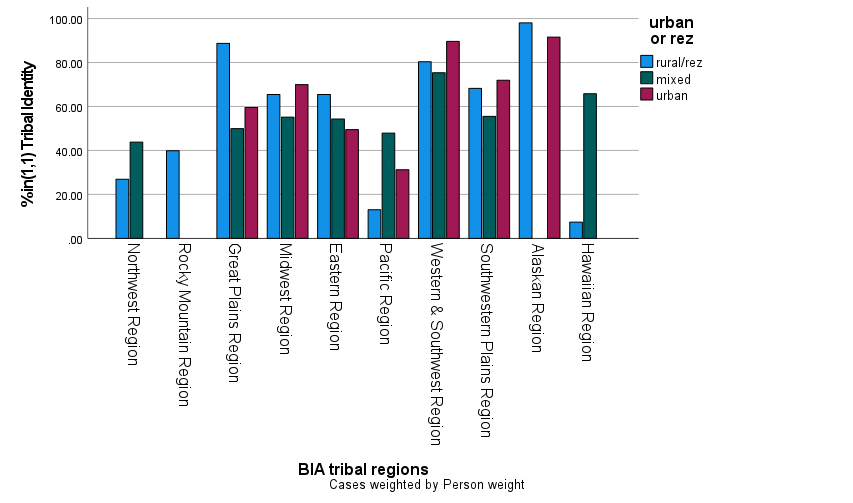 urban
or rez
rural/rez
mixed
urban
%in(1,1) Tribal Identity
100.00
80.00
60.00
40.00
20.00
.00
Northwest Region
Rocky Mountain Region
Great Plains Region
Midwest Region
Eastern Region
Pacific Region
Western & Southwest Region
Southwestern Plains Region
Alaskan Region
Hawaiian Region
BIA tribal regions
Cases weighted by Person weight